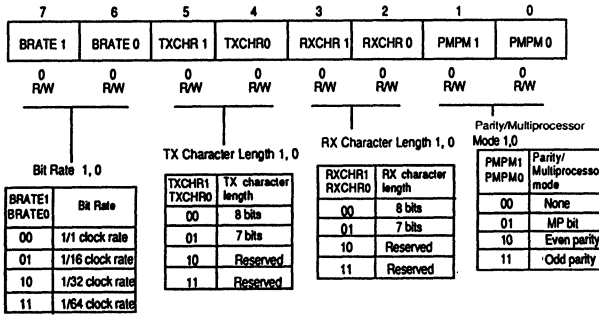 7 6 5 4 3 2 1 0
BRATE 1 BRATE 0 TXCHR 1 TXCHR0 RXCHR 1 RXCHR 0 PMPM 1 PMPM 0
0 0 0 0 0 0 0 0
R/W R/W R/W R/W R/W R/W R/W R/W
Bit Rate 1, 0
BRATE1 BRATE0 Bit Rate
00 1/1 clock rate
01 1/16 clock rate
10 1/32 clock rate
11 1/64 clock rate
TX Character Length 1, 0
TXCHR1 TX character
TXCHR0 length
00 8 bits
01 7 bits
10 Reserved
11 Reserved
RX Character Length 1, 0
RXCHR1 RX character
RXCHR0 length
00 8 bits
01 7 bits
10 Reserved
11 Reserved
Parity/Multiprocessor
Mode 1,0
PMPM1 Parity/
PMPM0 Multiprocesso
mode
00 None
01 MP bit
10 Even parity
11 Odd parity